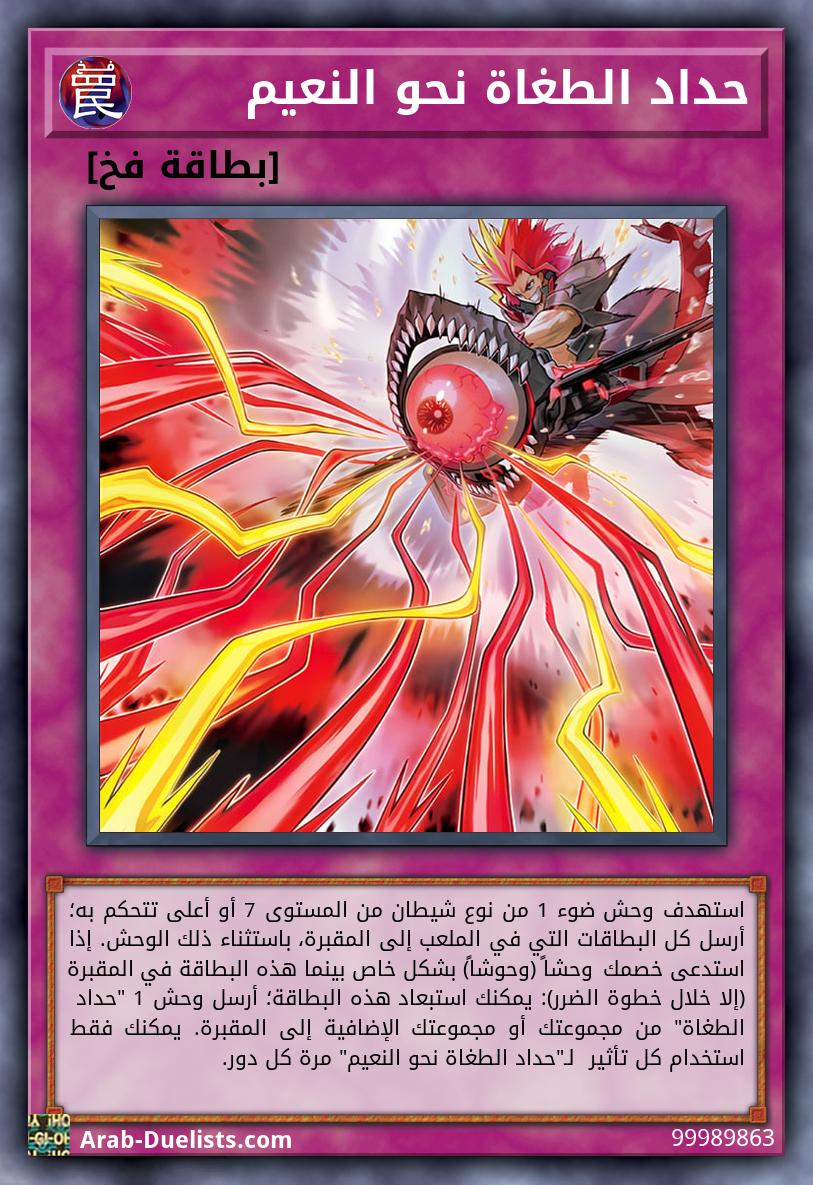 حداد الطغاة نحو النعيم
فخ
罠
[بطاقة فخ]
استهدف وحش ضوء 1 من نوع شيطان من المستوى 7 أو أعلى تتحكم به؛
أرسل كل البطاقات التي في الملعب إلى المقبرة، باستثناء ذلك الوحش. إذا
استدعى خصمك وحشاً (وحوشاً) بشكل خاص بينما هذه البطاقة في المقبرة
(إلا خلال خطوة الضرر): يمكنك استبعاد هذه البطاقة؛ أرسل وحش 1 "حداد
الطغاة" من مجموعتك أو مجموعتك الإضافية إلى المقبرة. يمكنك فقط
استخدام كل تأثير لـ"حداد الطغاة نحو النعيم" مرة كل دور.
Arab-Duelists.com
99989863